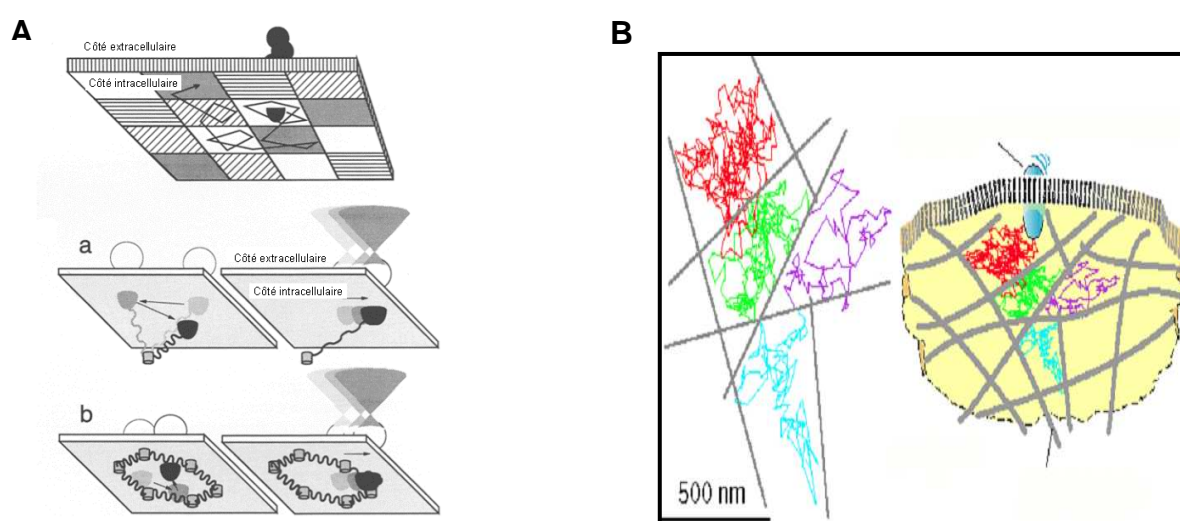 A
Côté extracellulaire
Côté intracellulaire
a
Côté extracellulaire
Côté intracellulaire
b
B
500 nm